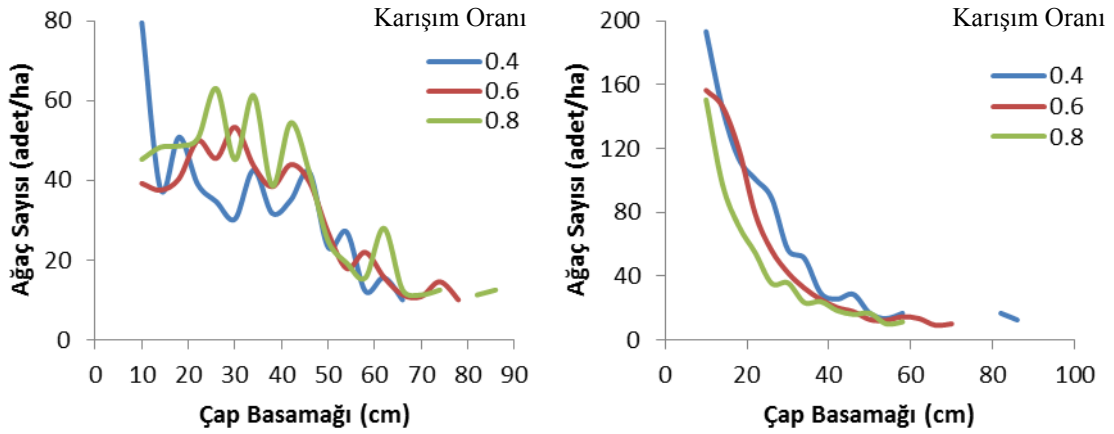 Karışım Oranı
0.4
0.6
0.8
Ağaç Sayısı (adet/ha)
80
60
40
20
0
0 10 20 30 40 50 60 70 80 90
Çap Basamağı (cm)
Karışım Oranı
0.4
0.6
0.8
Ağaç Sayısı (adet/ha)
200
160
120
80
40
0
0 20 40 60 80 100
Çap Basamağı (cm)